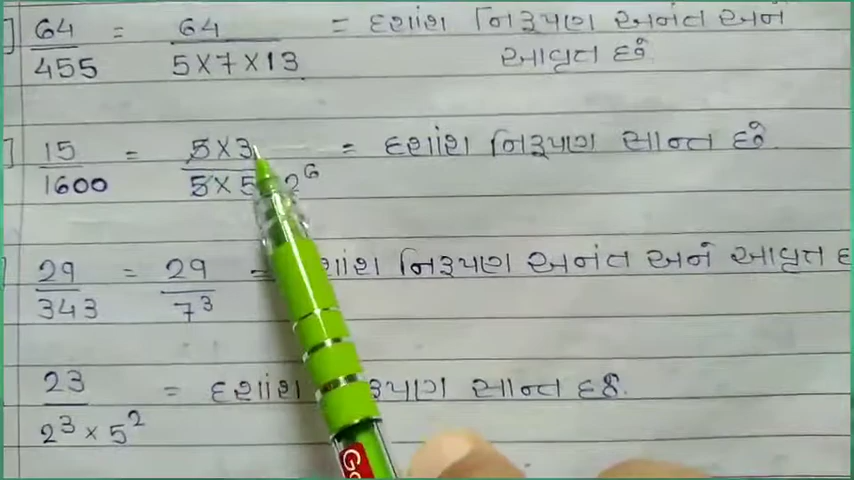 ] 64/455 = 64/5×7×13 = દશાંશ નિરૂપણ અનંત અને
આવૃત છે.
] 15/1600 = 5×3/5×5 2⁶ = દશાંશ નિરૂપણ સાન્ત છે.
29/343 = 29/7³ = શાંશ નિરૂપણ અનંત અને આવૃત
23/2³×5² = દશાંશ રૂપણ સાન્ત છે.
Go